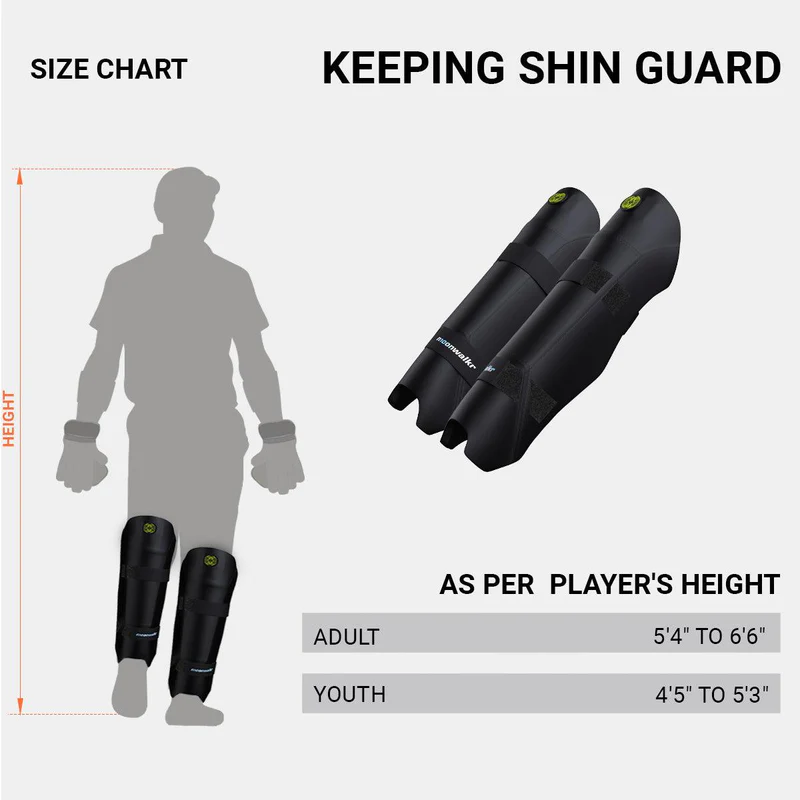 SIZE CHART
KEEPING SHIN GUARD
HEIGHT
moonwalkr
AS PER PLAYER'S HEIGHT
ADULT 5'4" TO 6'6"
YOUTH 4'5" TO 5'3"